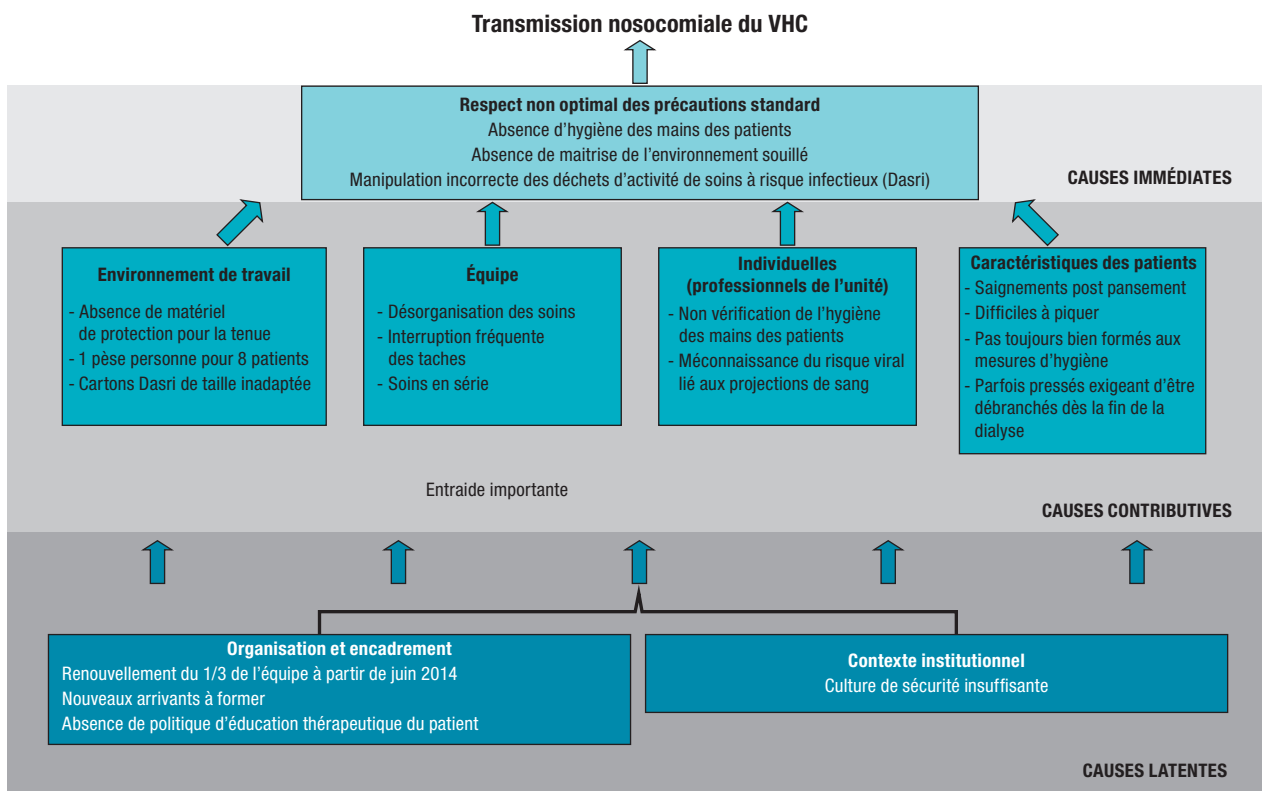 Transmission nosocomiale du VHC
Respect non optimal des précautions standard
Absence d'hygiène des mains des patients
Absence de maitrise de l'environnement souillé
Manipulation incorrecte des déchets d'activité de soins à risque infectieux (Dasri)
CAUSES IMMÉDIATES
Environnement de travail
- Absence de matériel
de protection pour la tenue
- 1 pèse personne pour 8 patients
- Cartons Dasri de taille inadaptée
Équipe
- Désorganisation des soins
- Interruption fréquente
des taches
- Soins en série
Individuelles
(professionnels de l'unité)
- Non vérification de l'hygiène
des mains des patients
- Méconnaissance du risque viral
lié aux projections de sang
Caractéristiques des patients
- Saignements post pansement
- Difficiles à piquer
- Pas toujours bien formés aux
mesures d'hygiène
- Parfois pressés exigeant d'être
débranchés dès la fin de la
dialyse
Entraide importante
CAUSES CONTRIBUTIVES
Organisation et encadrement
Renouvellement du 1/3 de l'équipe à partir de juin 2014
Nouveaux arrivants à former
Absence de politique d'éducation thérapeutique du patient
Contexte institutionnel
Culture de sécurité insuffisante
CAUSES LATENTES